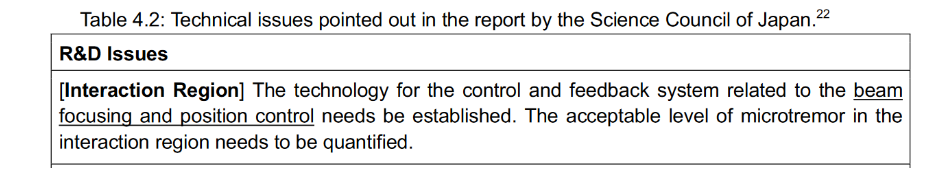 Table 4.2: Technical issues pointed out in the report by the Science Council of Japan.22
R&D Issues
[Interaction Region] The technology for the control and feedback system related to the beam
focusing and position control needs be established. The acceptable level of microtremor in the
interaction region needs to be quantified.